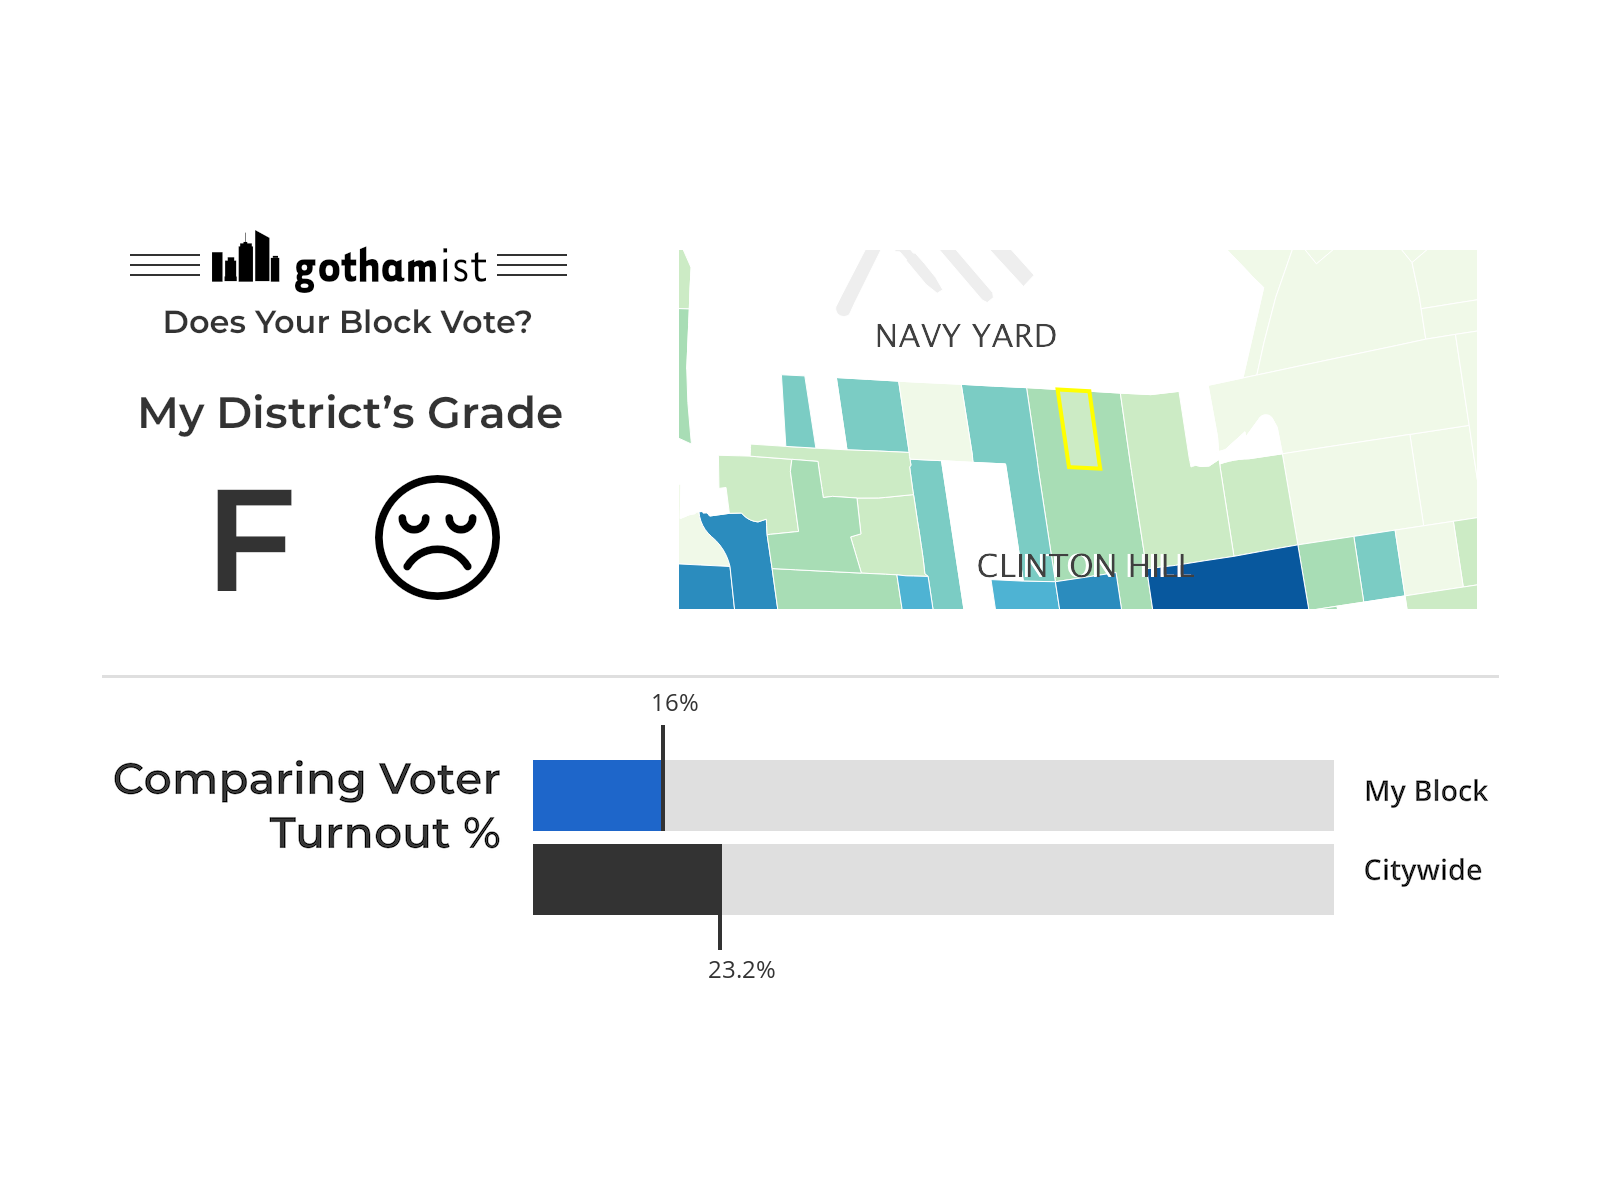 gothamist
Does Your Block Vote?
My District's Grade
F
NAVY YARD
CLINTON HILL
16%
Comparing Voter
Turnout %
My Block
Citywide
23.2%